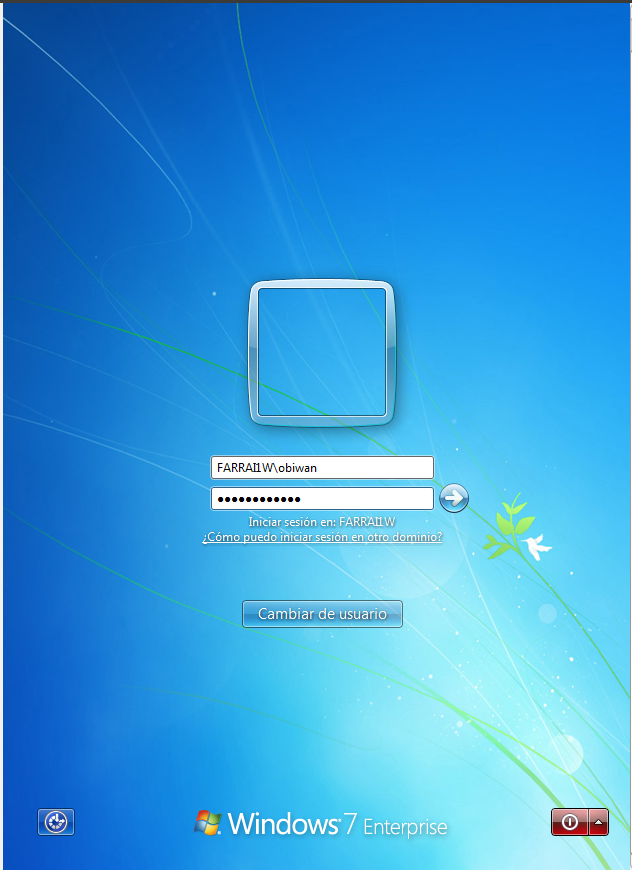 FARRAI1W\obiwan
●●●●●●●●●●●●
Iniciar sesión en: FARRAI1W
¿Cómo puedo iniciar sesión en otro dominio?
Cambiar de usuario
Windows 7 Enterprise